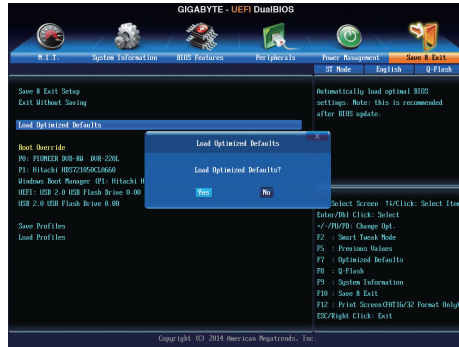 GIGABYTE - UEFI DualBIOS
M.I.T. System Information BIOS Features Peripherals Power Management Save & Exit
ST Mode English Q-Flash
Save & Exit Setup
Exit Without Saving
Load Optimized Defaults
Boot Override
P0: PIONEER DVD-RW DVR-220L
P1: Hitachi HDS721050CLA660
Windows Boot Manager (P1: Hitachi H
UEFI: USB 2.0 USB Flash Drive 0.00
USB 2.0 USB Flash Drive 0.00
Save Profiles
Load Profiles
Automatically load optimal BIOS
settings. Note: this is recommended
after BIOS update.
Load Optimized Defaults
X
Load Optimized Defaults?
Yes No
Select Screen ↑↓/Click: Select Item
Enter/Dbl Click: Select
+/-/PU/PD: Change Opt.
F2 : Smart Tweak Mode
F5 : Previous Values
F7 : Optimized Defaults
F8 : Q-Flash
F9 : System Information
F10 : Save & Exit
F12 : Print Screen(FAT16/32 Format Only)
ESC/Right Click: Exit
Copyright (C) 2014 American Megatrends, Inc.